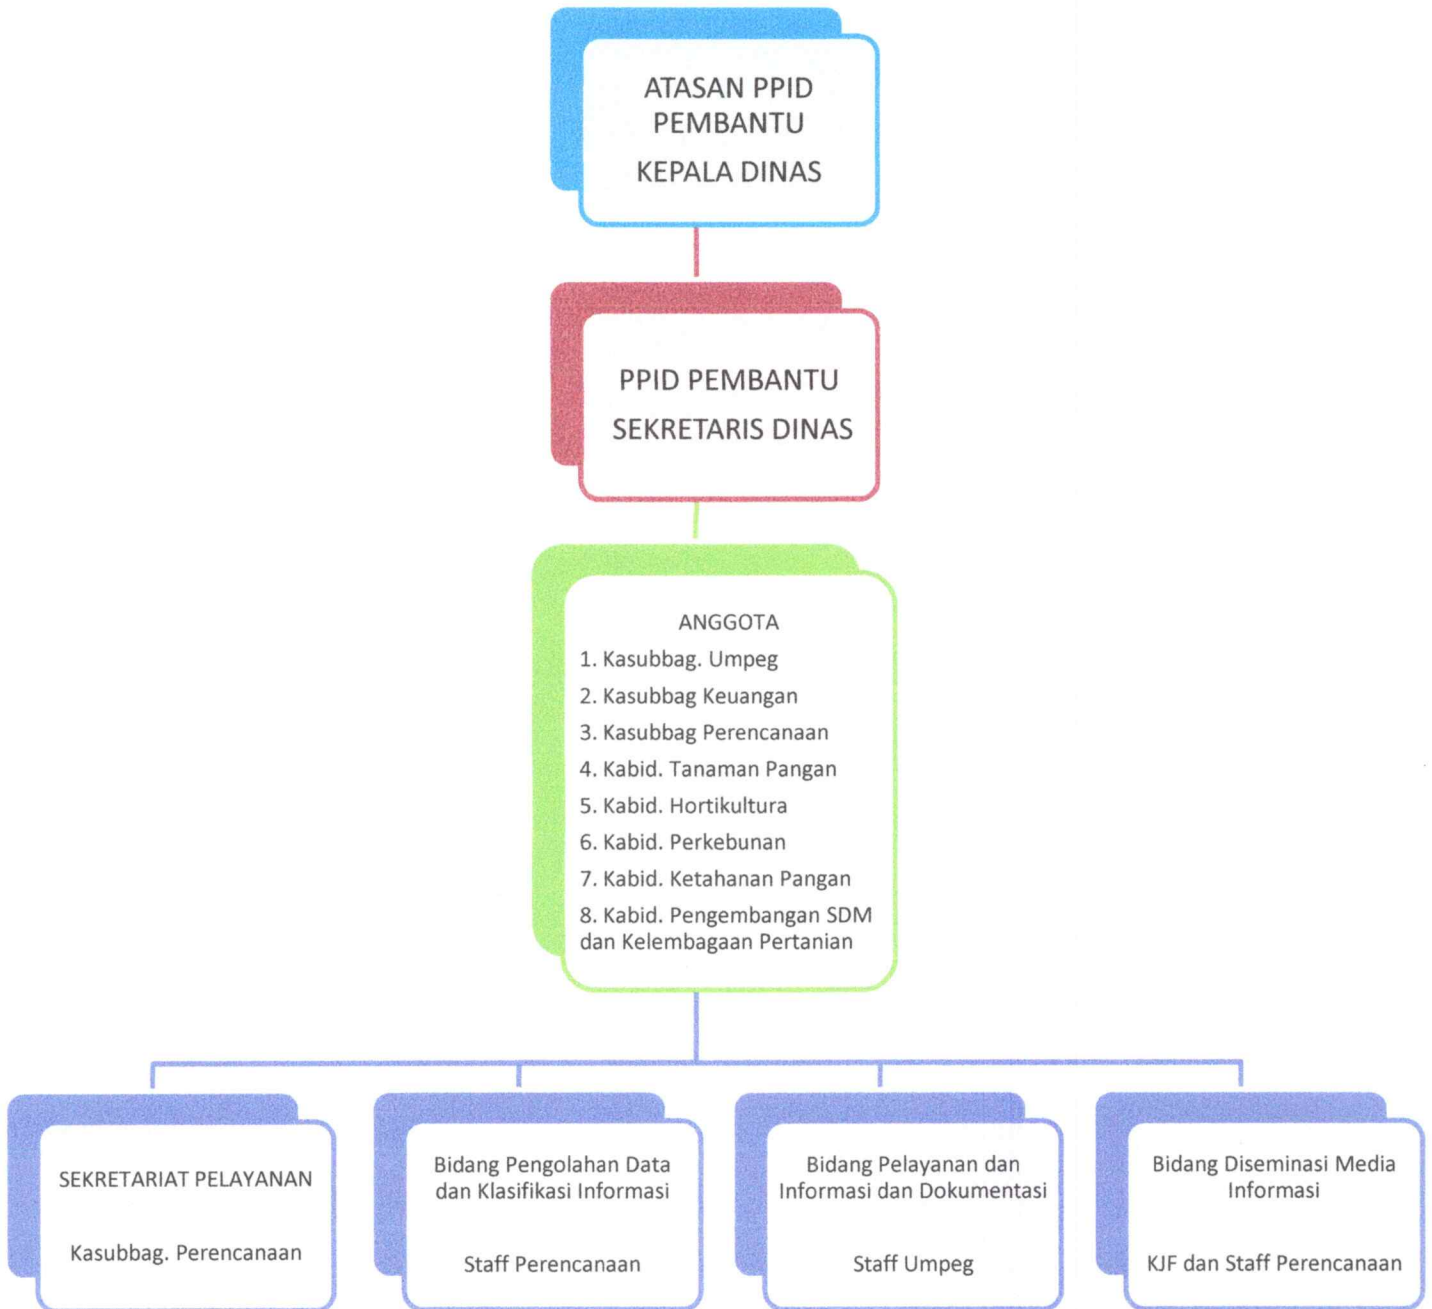 ATASAN PPID
PEMBANTU
KEPALA DINAS
PPID PEMBANTU
SEKRETARIS DINAS
ANGGOTA
1. Kasubbag. Umpeg
2. Kasubbag Keuangan
3. Kasubbag Perencanaan
4. Kabid. Tanaman Pangan
5. Kabid. Hortikultura
6. Kabid. Perkebunan
7. Kabid. Ketahanan Pangan
8. Kabid. Pengembangan SDM
dan Kelembagaan Pertanian
SEKRETARIAT PELAYANAN
Kasubbag. Perencanaan
Bidang Pengolahan Data
dan Klasifikasi Informasi
Staff Perencanaan
Bidang Pelayanan dan
Informasi dan Dokumentasi
Staff Umpeg
Bidang Diseminasi Media
Informasi
KJF dan Staff Perencanaan